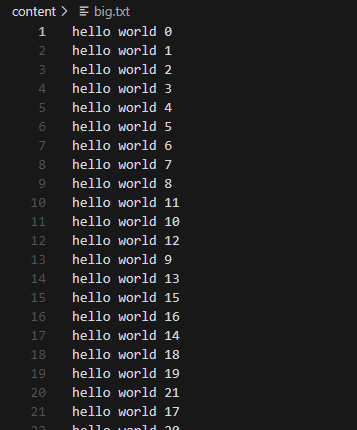 content > big.txt
1 hello world 0
2 hello world 1
3 hello world 2
4 hello world 3
5 hello world 4
6 hello world 5
7 hello world 6
8 hello world 7
9 hello world 8
10 hello world 11
11 hello world 10
12 hello world 12
13 hello world 9
14 hello world 13
15 hello world 15
16 hello world 16
17 hello world 14
18 hello world 18
19 hello world 19
20 hello world 21
21 hello world 17
22 hello world 20